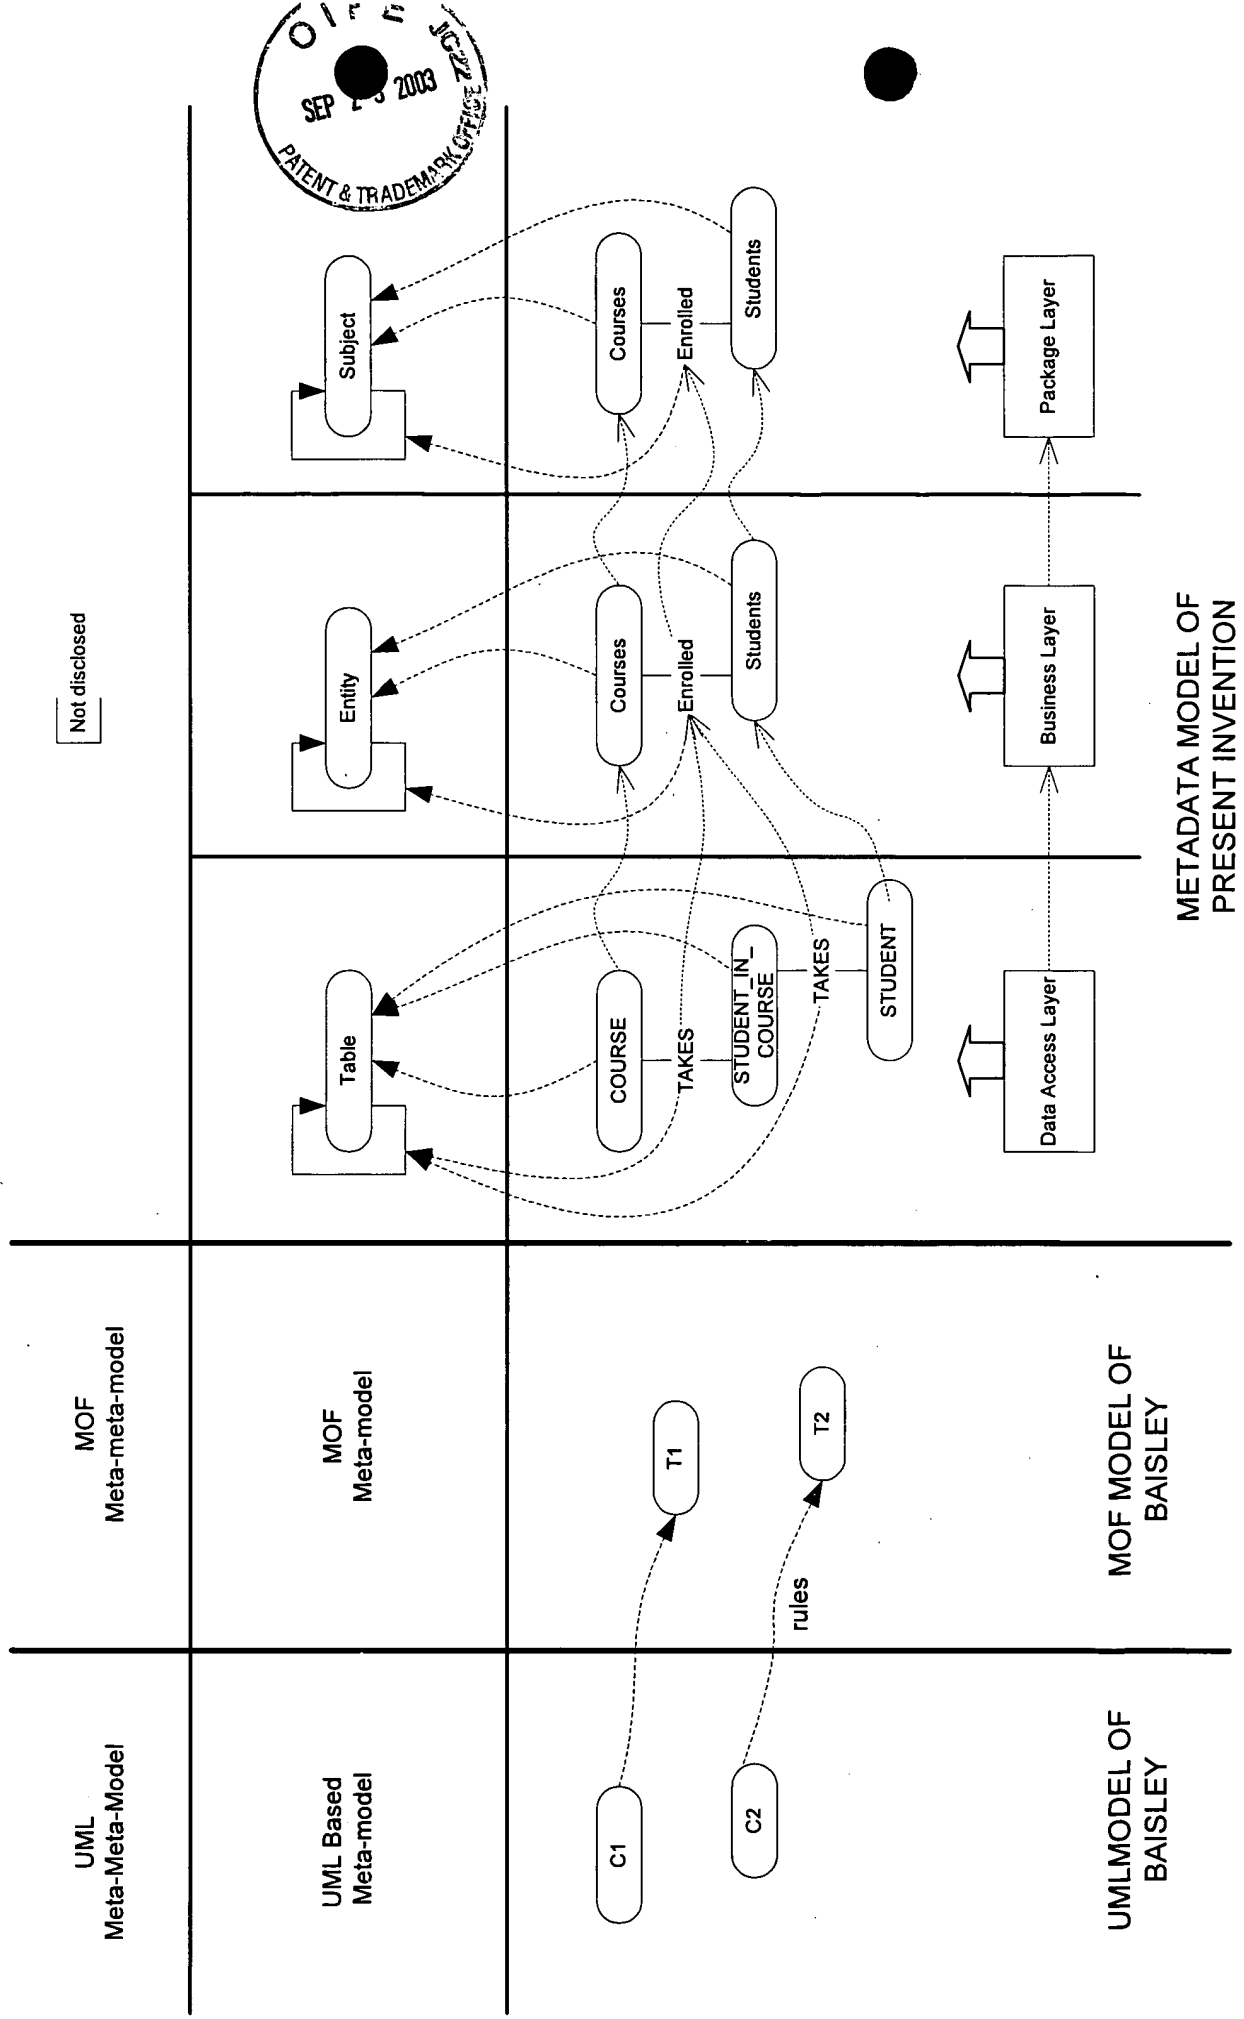 UML
Meta-Meta-Model
MOF
Meta-meta-model
Not disclosed
UML Based
Meta-model
MOF
Meta-model
Table
Entity
Subject
SEP 2003
PATENT & TRADEMARK OFFICE
JC22
C1
T1
COURSE
Courses
Courses
TAKES
Enrolled
Enrolled
C2
rules
T2
STUDENT_IN_
COURSE
Students
Students
TAKES
STUDENT
Data Access Layer
Business Layer
Package Layer
UMLMODEL OF
BAISLEY
MOF MODEL OF
BAISLEY
METADATA MODEL OF
PRESENT INVENTION